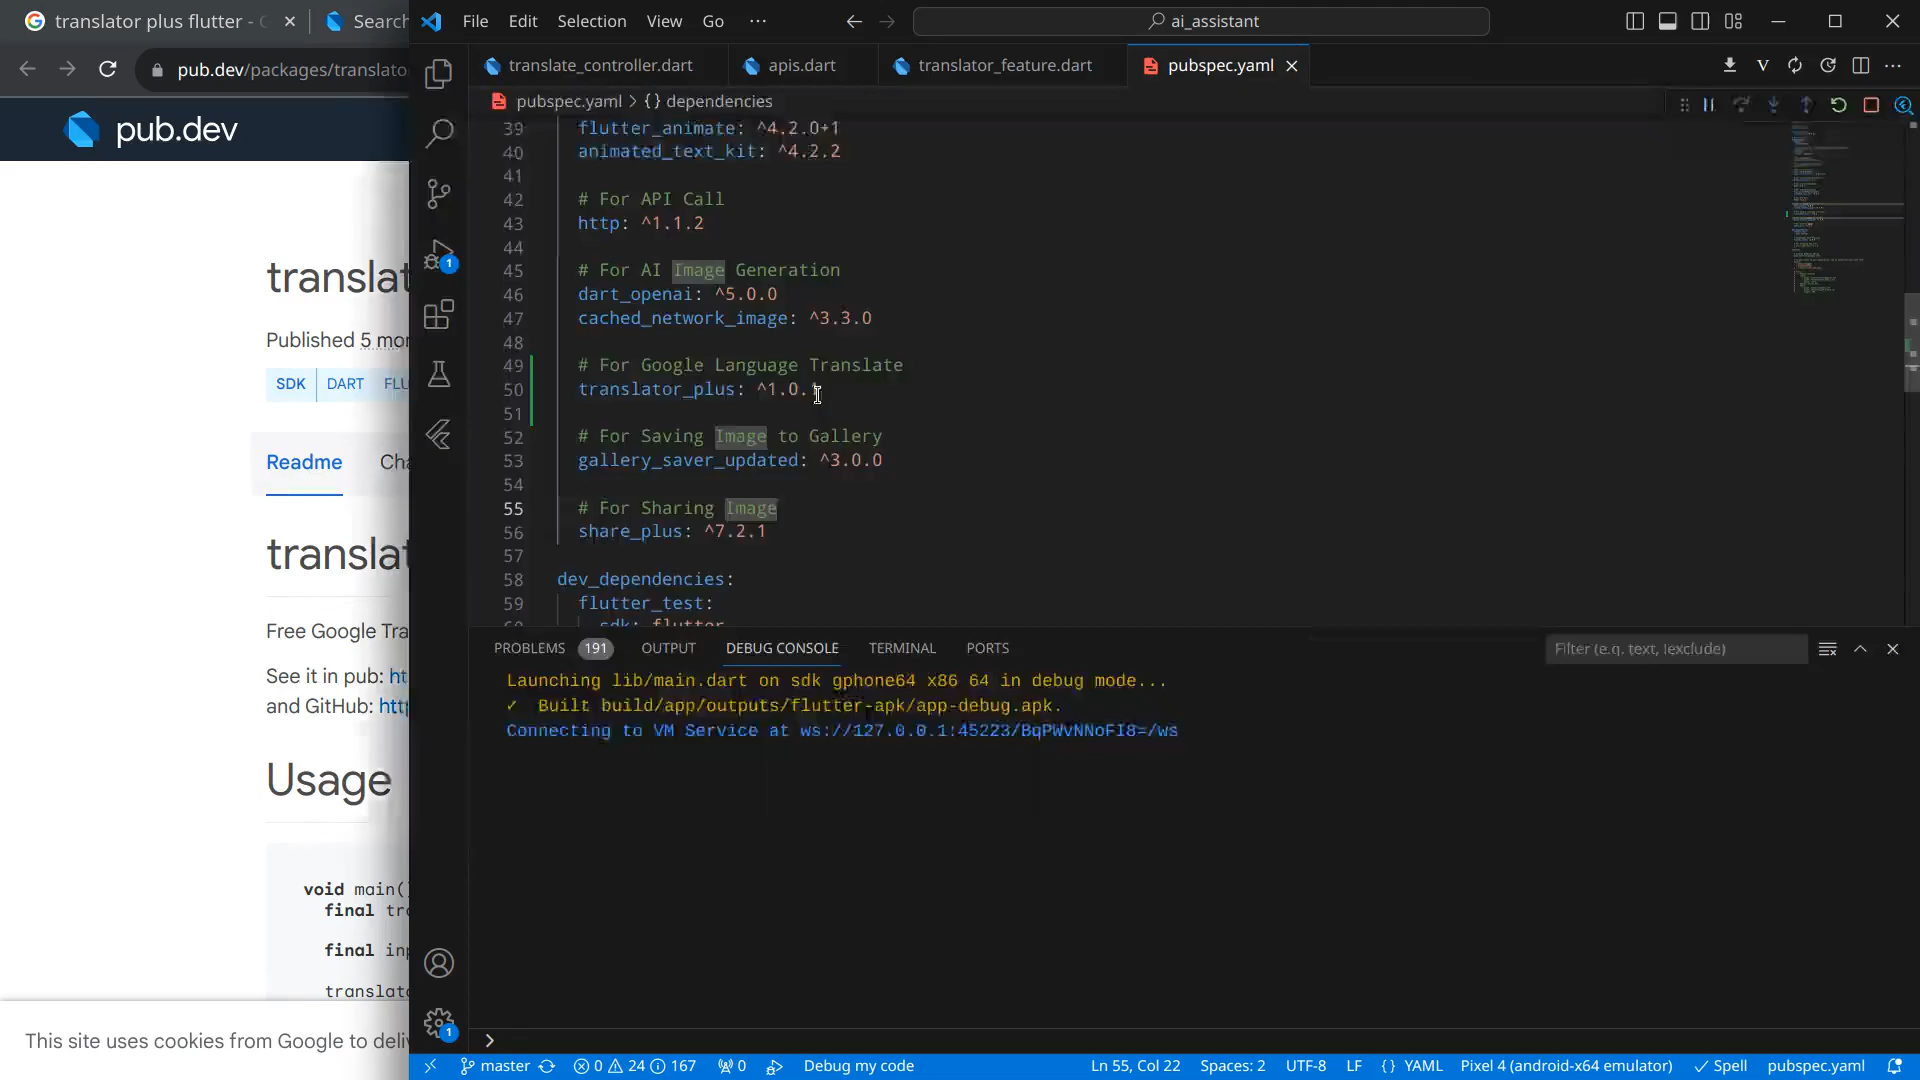 translator plus flutter -
Search
pub.dev/packages/translato
pub.dev
translat
Published 5 mo
SDK DART FLU
Readme Cha
translat
Free Google Tra
See it in pub: ht
and GitHub: htt
Usage
void main()
final tra
final inp
translato
This site uses cookies from Google to deliv
File Edit Selection View Go ···
ai_assistant
translate_controller.dart apis.dart translator_feature.dart pubspec.yaml
V
pubspec.yaml > {} dependencies
39 flutter_animate: ^4.2.0+1
40 animated_text_kit: ^4.2.2
41
42 # For API Call
43 http: ^1.1.2
44
45 # For AI Image Generation
46 dart_openai: ^5.0.0
47 cached_network_image: ^3.3.0
48
49 # For Google Language Translate
50 translator_plus: ^1.0.
51
52 # For Saving Image to Gallery
53 gallery_saver_updated: ^3.0.0
54
55 # For Sharing Image
56 share_plus: ^7.2.1
57
58 dev_dependencies:
59 flutter_test:
60 sdk: flutter
PROBLEMS 191 OUTPUT DEBUG CONSOLE TERMINAL PORTS
Filter (e.g. text, !exclude)
Launching lib/main.dart on sdk gphone64 x86 64 in debug mode...
✓ Built build/app/outputs/flutter-apk/app-debug.apk.
Connecting to VM Service at ws://127.0.0.1:45223/BqPWvNNoFI8=/ws
1
1
>
master 0 24 167 0 Debug my code
Ln 55, Col 22 Spaces: 2 UTF-8 LF {} YAML Pixel 4 (android-x64 emulator) Spell pubspec.yaml